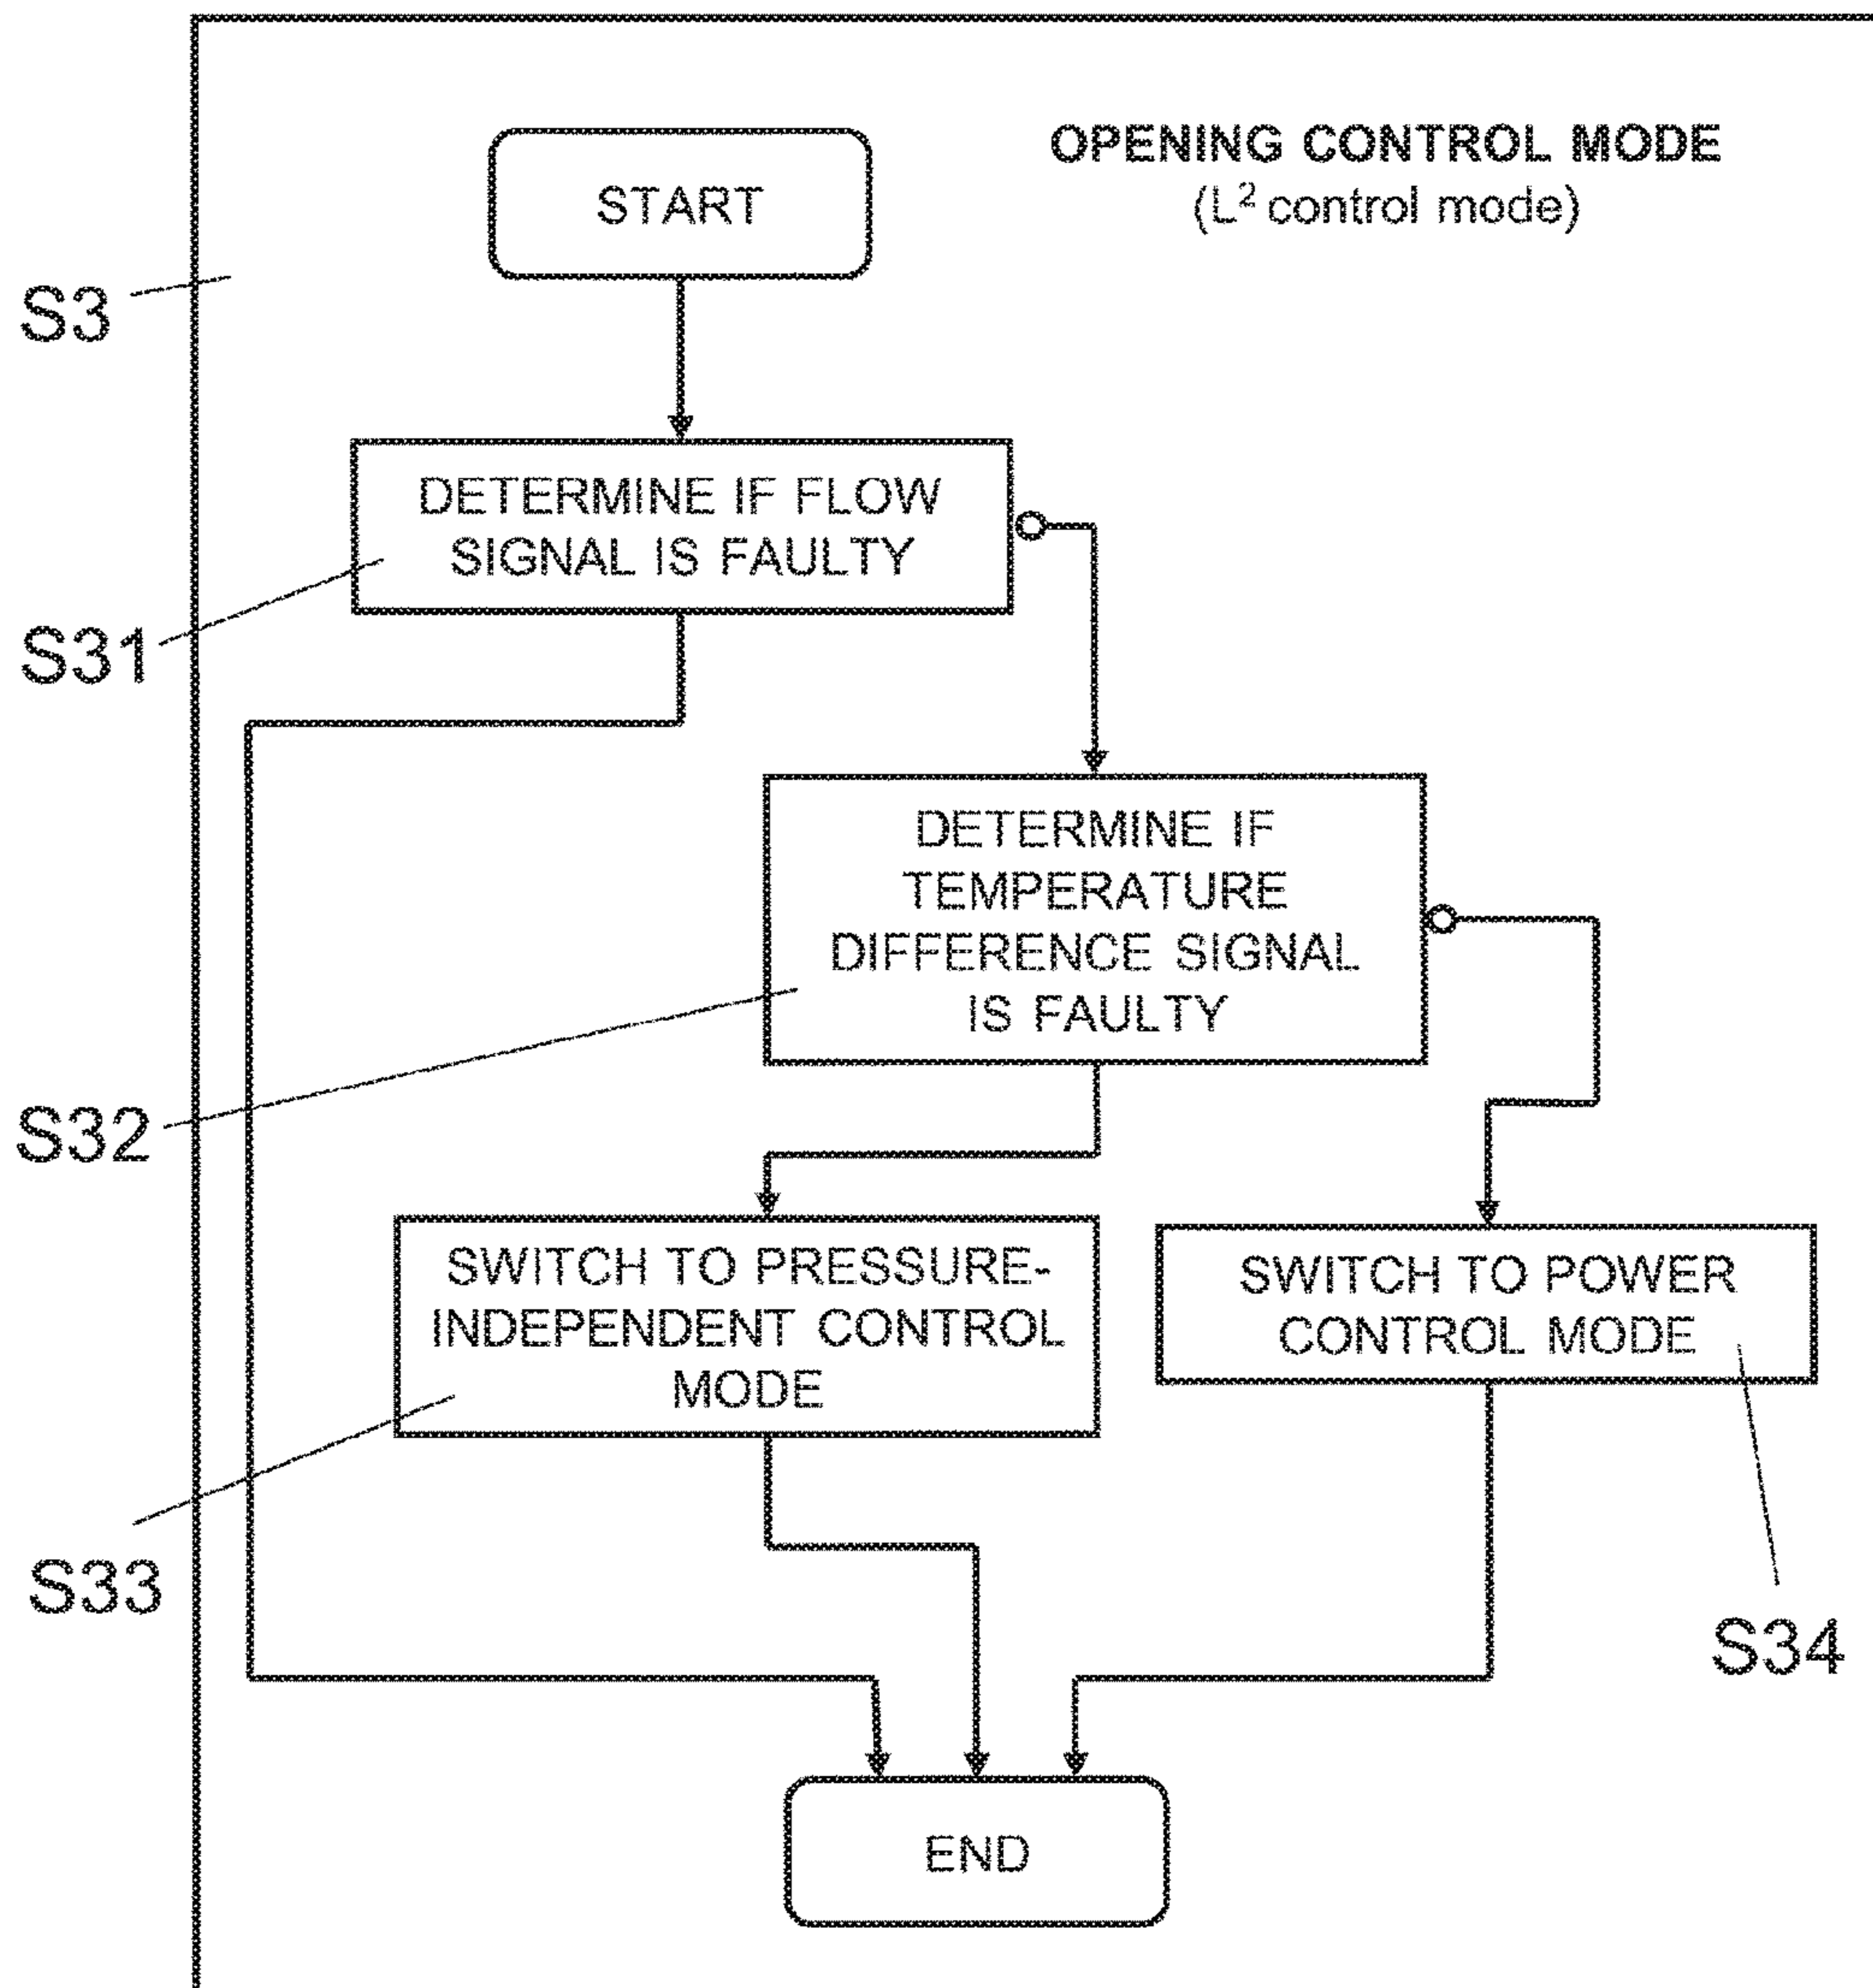 OPENING CONTROL MODE
(L² control mode)
START
S3
DETERMINE IF FLOW
SIGNAL IS FAULTY
S31
DETERMINE IF
TEMPERATURE
DIFFERENCE SIGNAL
IS FAULTY
S32
SWITCH TO PRESSURE-
INDEPENDENT CONTROL
MODE
SWITCH TO POWER
CONTROL MODE
S33
S34
END